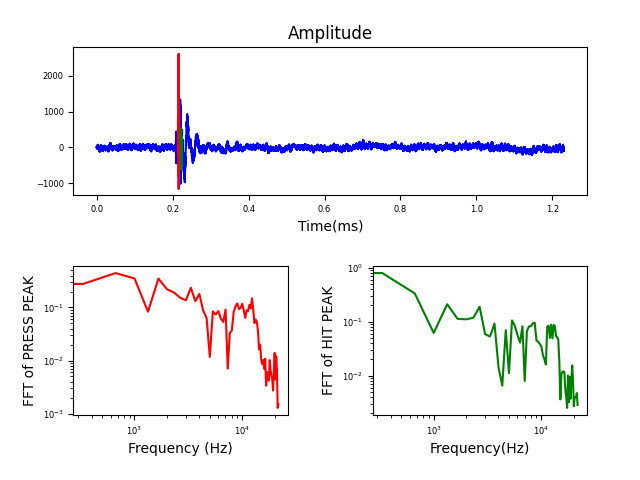 Amplitude
2000
1000
0
−1000
0.0 0.2 0.4 0.6 0.8 1.0 1.2
Time(ms)
FFT of PRESS PEAK
10⁻¹
10⁻²
10⁻³
10³ 10⁴
Frequency (Hz)
FFT of HIT PEAK
10⁰
10⁻¹
10⁻²
10³ 10⁴
Frequency(Hz)